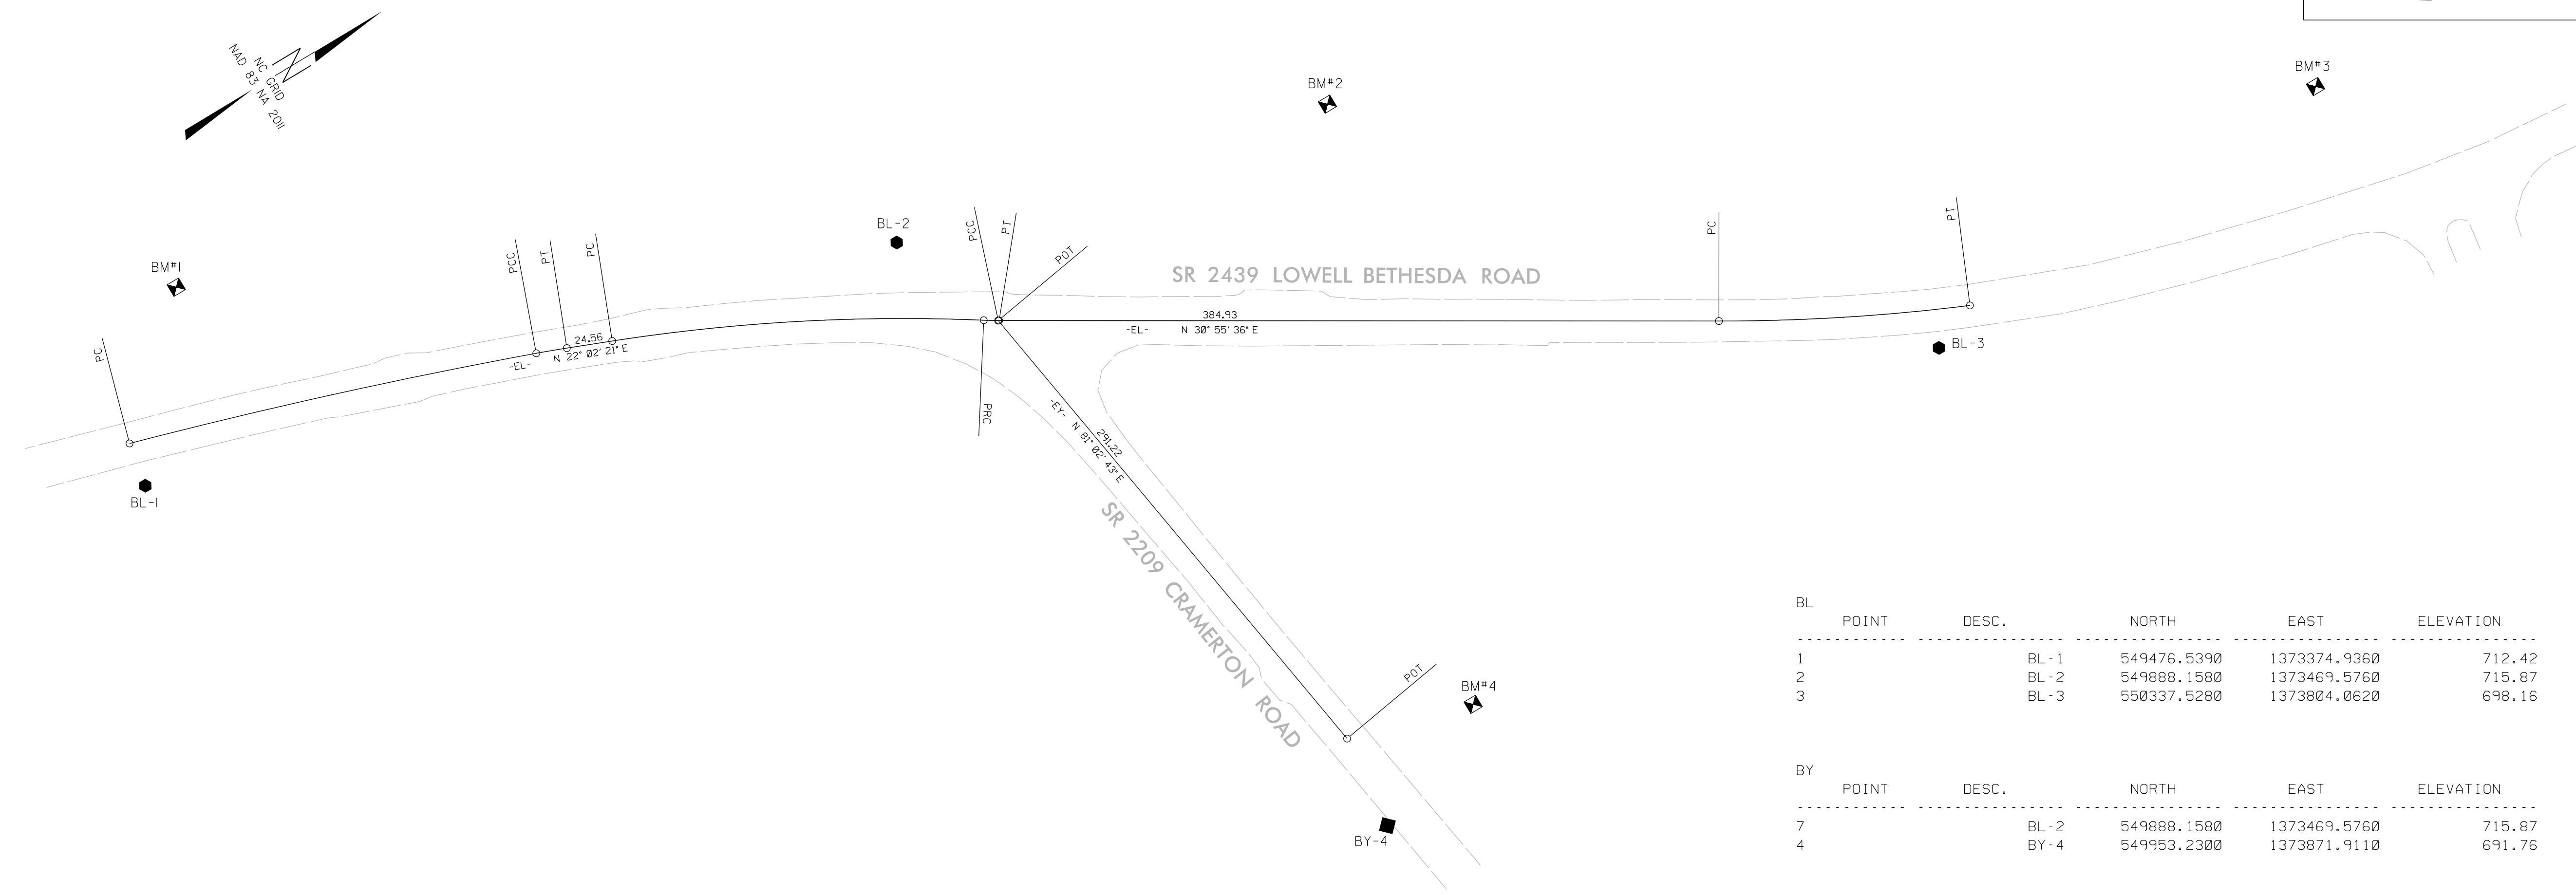 NC GRID
NAD 83 NA 2011
N
BM#1
BM#2
BM#3
BL-2
PCC
PT
PC
PCC
PT
POT
PC
PT
PC
SR 2439 LOWELL BETHESDA ROAD
24.56
N 22° 02' 21" E
-EL-
384.93
-EL- N 30° 55' 36" E
BL-3
PRC
BL-1
291.22
-EY- N 81° 02' 43" E
SR 2209 CRAMERTON ROAD
POT
BM#4
BY-4
BL
POINT DESC. NORTH EAST ELEVATION
1 BL-1 549476.5390 1373374.9360 712.42
2 BL-2 549888.1580 1373469.5760 715.87
3 BL-3 550337.5280 1373804.0620 698.16
BY
POINT DESC. NORTH EAST ELEVATION
7 BL-2 549888.1580 1373469.5760 715.87
4 BY-4 549953.2300 1373871.9110 691.76